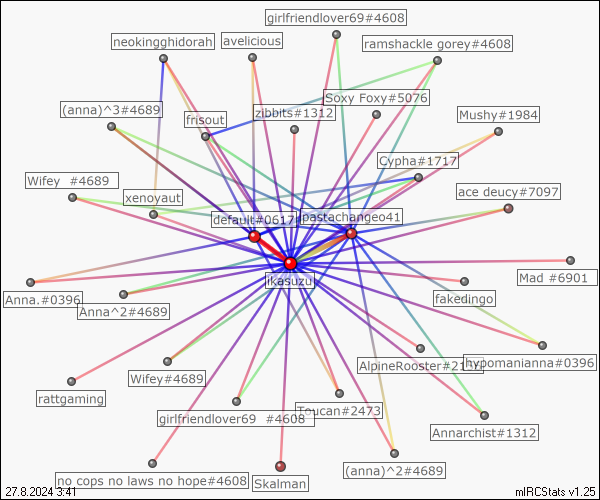 girlfriendlover69#4608
neokingghidorah
avelicious
ramshackle gorey#4608
Soxy Foxy#5076
(anna)^3#4689
frisout
zibbits#1312
Mushy#1984
Cypha#1717
Wifey  #4689
xenoyaut
ace deucy#7097
default#0617
pastachangeo41
ikasuzu
Mad #6901
Anna.#0396
Anna^2#4689
fakedingo
Wifey#4689
AlpineRooster#21
hypomanianna#0396
rattgaming
girlfriendlover69  #4608
Toucan#2473
Annarchist#1312
no cops no laws no hope#4608
Skalman
(anna)^2#4689
27.8.2024 3:41
mIRCStats v1.25